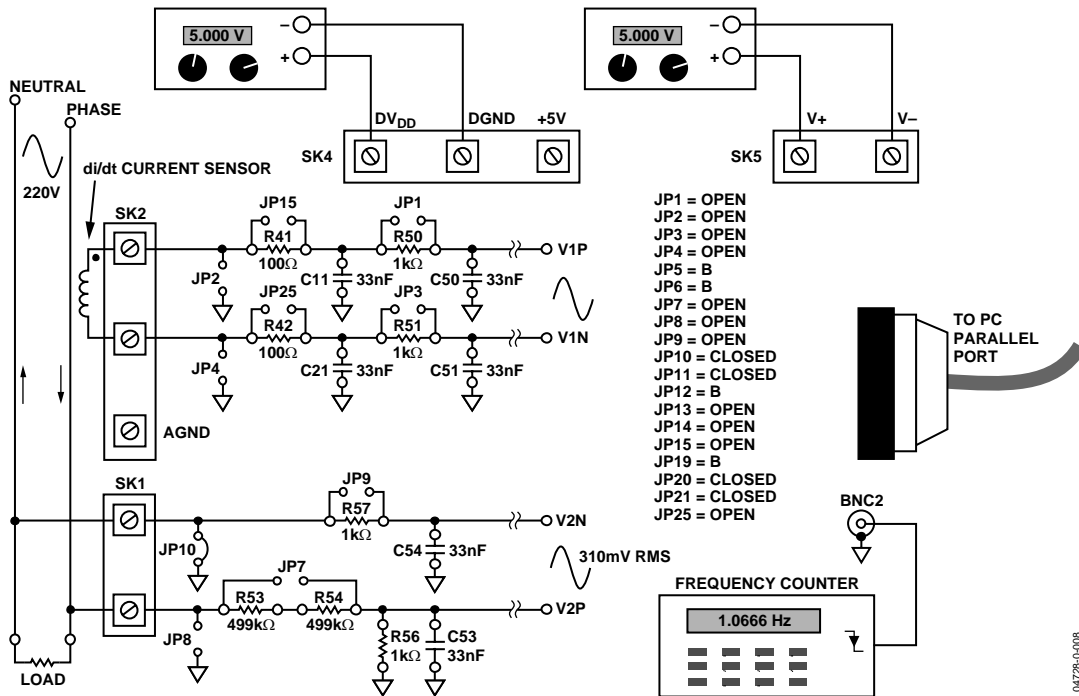 5.000 V
–
+
5.000 V
–
+
NEUTRAL
PHASE
220V
di/dt CURRENT SENSOR
DVDD
DGND
+5V
SK4
V+
V–
SK5
SK2
JP15
R41
100Ω
JP1
R50
1kΩ
V1P
JP2
C11
33nF
C50
33nF
JP25
R42
100Ω
JP3
R51
1kΩ
V1N
JP4
C21
33nF
C51
33nF
AGND
JP1 = OPEN
JP2 = OPEN
JP3 = OPEN
JP4 = OPEN
JP5 = B
JP6 = B
JP7 = OPEN
JP8 = OPEN
JP9 = OPEN
JP10 = CLOSED
JP11 = CLOSED
JP12 = B
JP13 = OPEN
JP14 = OPEN
JP15 = OPEN
JP19 = B
JP20 = CLOSED
JP21 = CLOSED
JP25 = OPEN
TO PC
PARALLEL
PORT
SK1
JP9
R57
1kΩ
V2N
JP10
C54
33nF
310mV RMS
JP7
R53
499kΩ
R54
499kΩ
V2P
JP8
R56
1kΩ
C53
33nF
LOAD
BNC2
FREQUENCY COUNTER
1.0666 Hz
04728-0-008